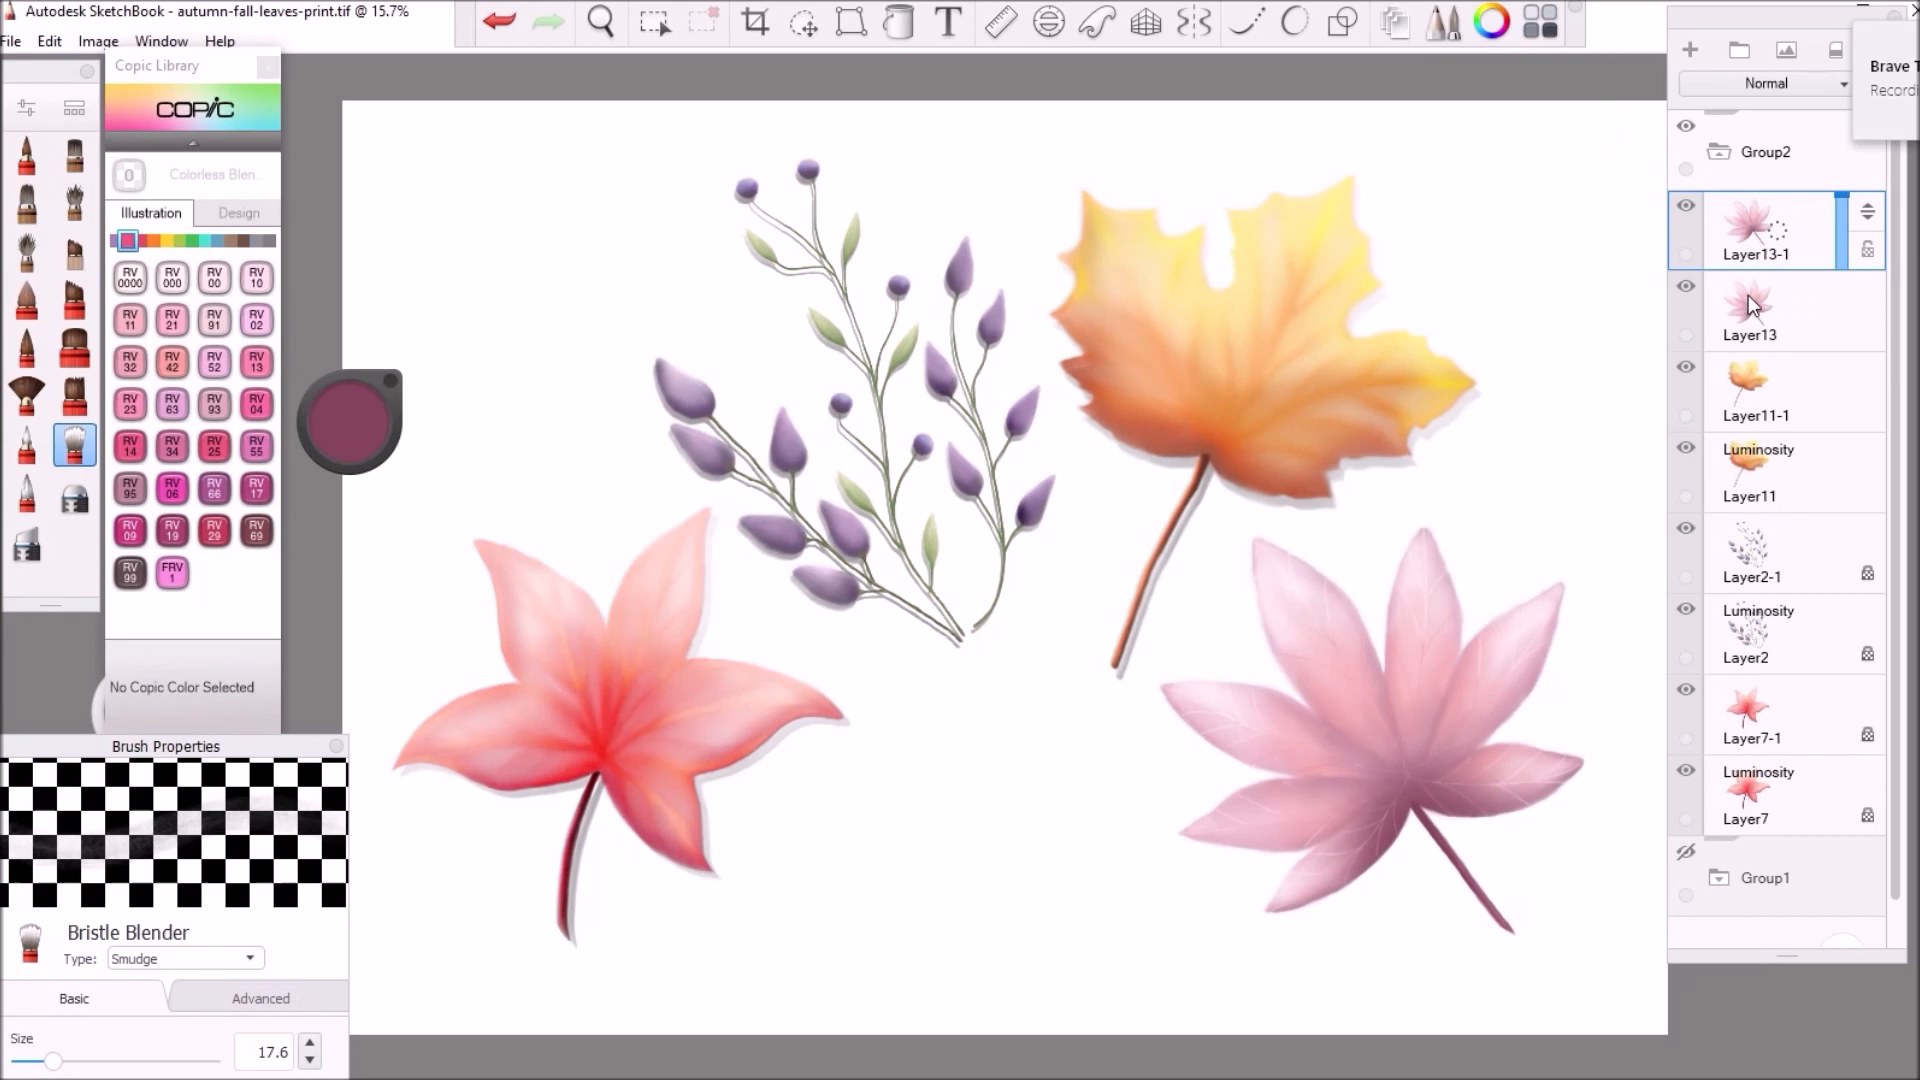 Autodesk SketchBook - autumn-fall-leaves-print.tif @ 15.7%
File Edit Image Window Help
T
Copic Library
COPIC
0 Colorless Blen..
Illustration Design
RV 0000 RV 000 RV 00 RV 10
RV 11 RV 21 RV 91 RV 02
RV 32 RV 42 RV 52 RV 13
RV 23 RV 63 RV 93 RV 04
RV 14 RV 34 RV 25 RV 55
RV 95 RV 06 RV 66 RV 17
RV 09 RV 19 RV 29 RV 69
RV 99 FRV 1
No Copic Color Selected
Brush Properties
Bristle Blender
Type: Smudge
Basic Advanced
Size 17.6
Normal
Brave T
Recordi
Group2
Layer13-1
Layer13
Layer11-1
Luminosity
Layer11
Layer2-1
Luminosity
Layer2
Layer7-1
Luminosity
Layer7
Group1